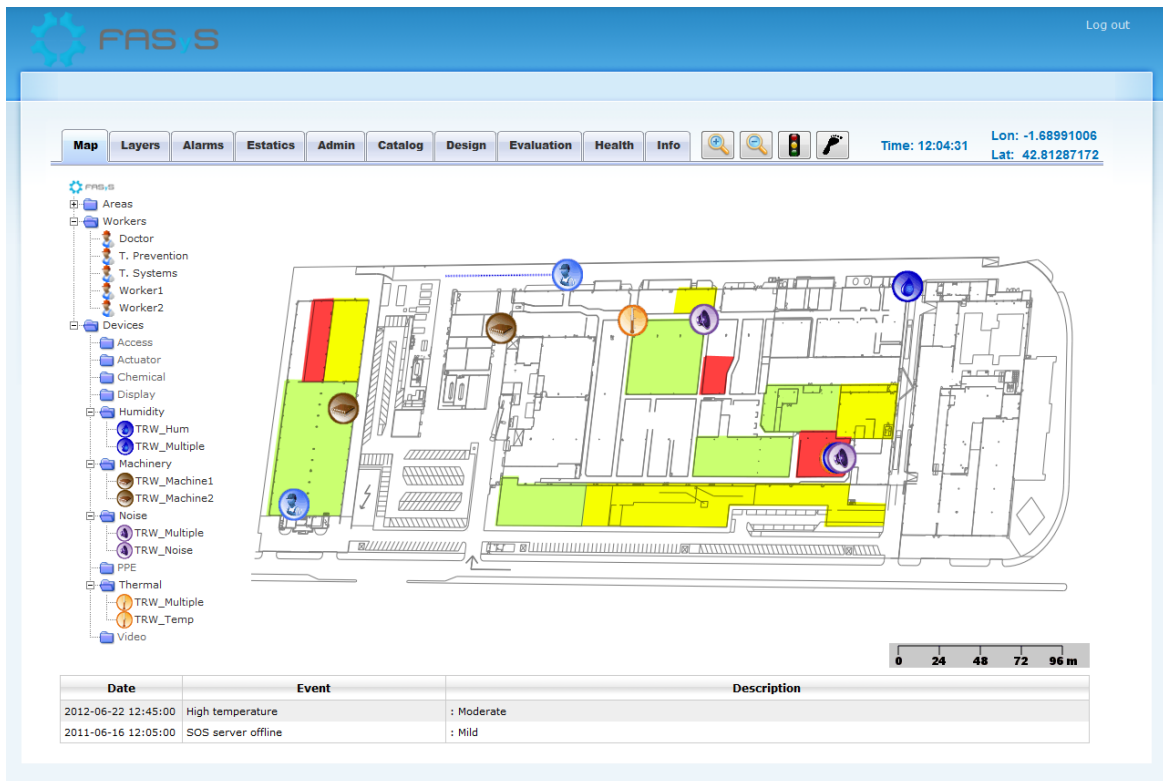 Log out
FASyS
Map Layers Alarms Estatics Admin Catalog Design Evaluation Health Info
Time: 12:04:31
Lon: -1.68991006
Lat: 42.81287172
FASyS
Areas
Workers
Doctor
T. Prevention
T. Systems
Worker1
Worker2
Devices
Access
Actuator
Chemical
Display
Humidity
TRW_Hum
TRW_Multiple
Machinery
TRW_Machine1
TRW_Machine2
Noise
TRW_Multiple
TRW_Noise
PPE
Thermal
TRW_Multiple
TRW_Temp
Video
0 24 48 72 96 m
Date Event Description
2012-06-22 12:45:00 High temperature : Moderate
2011-06-16 12:05:00 SOS server offline : Mild